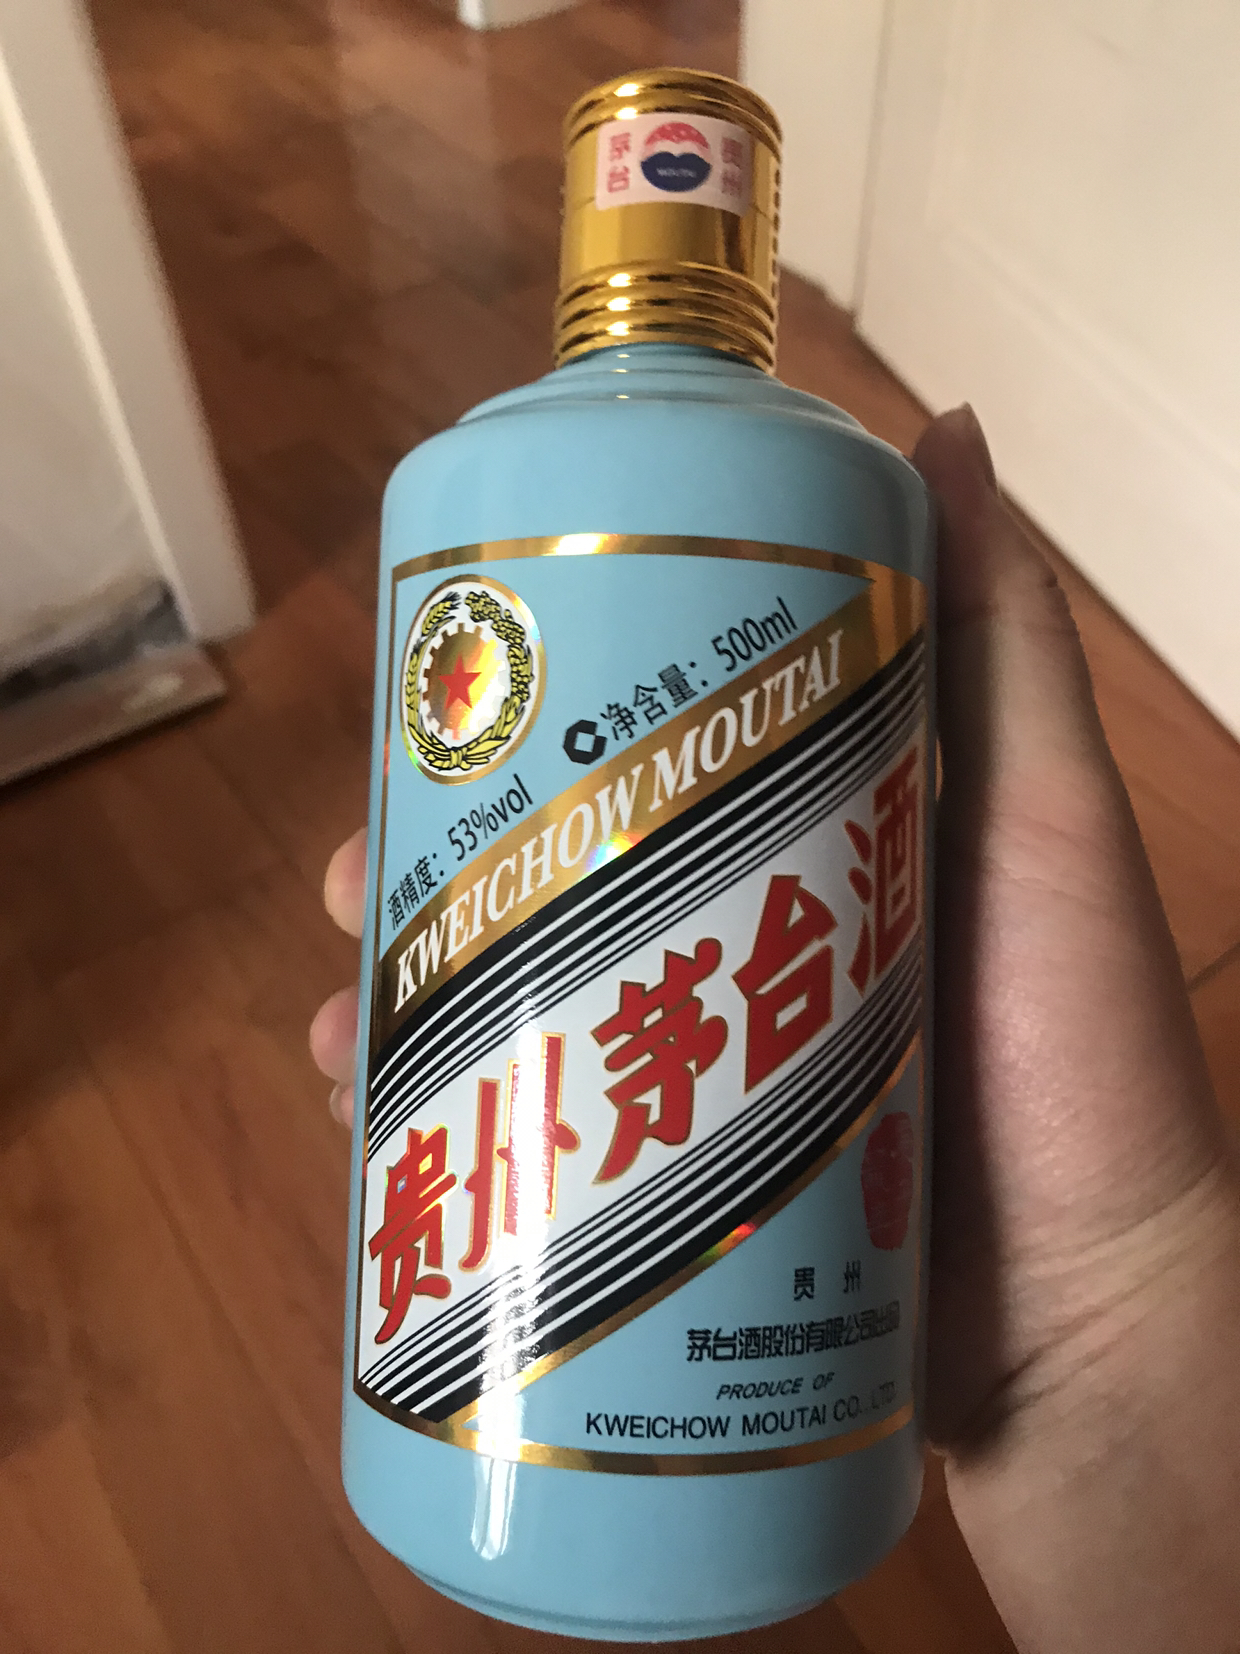 贵州
茅台
MOUTAI
净含量：500ml
酒精度：53%vol
KWEICHOW MOUTAI
贵州茅台酒
贵州
茅台酒股份有限公司出品
PRODUCE OF
KWEICHOW MOUTAI CO.,LTD